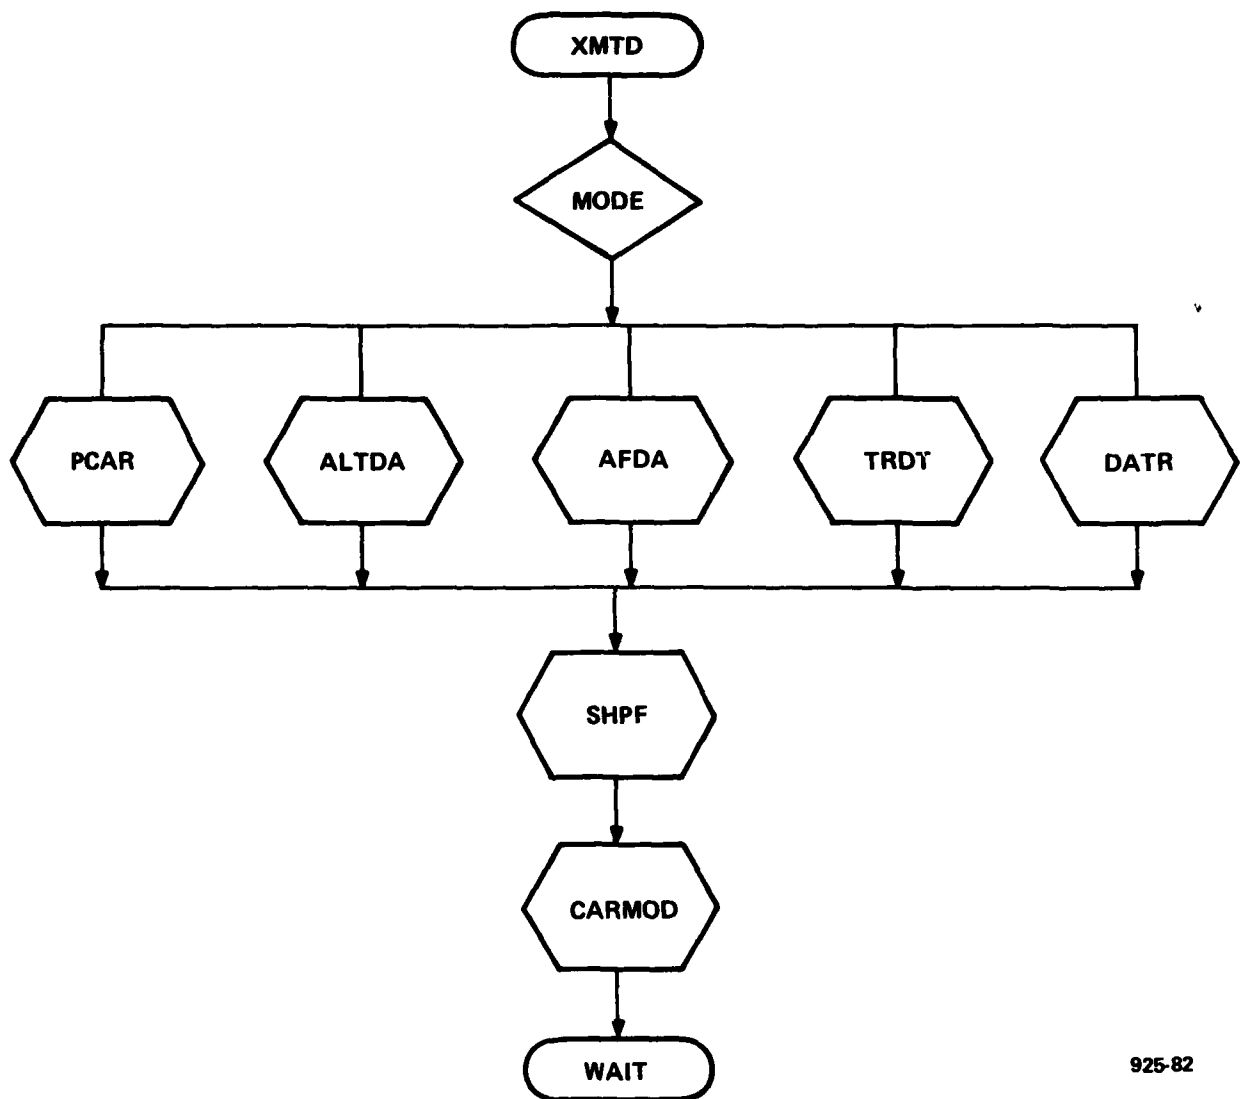 XMTD
MODE
PCAR
ALTDA
AFDA
TRDT
DATR
SHPF
CARMOD
WAIT
925-82